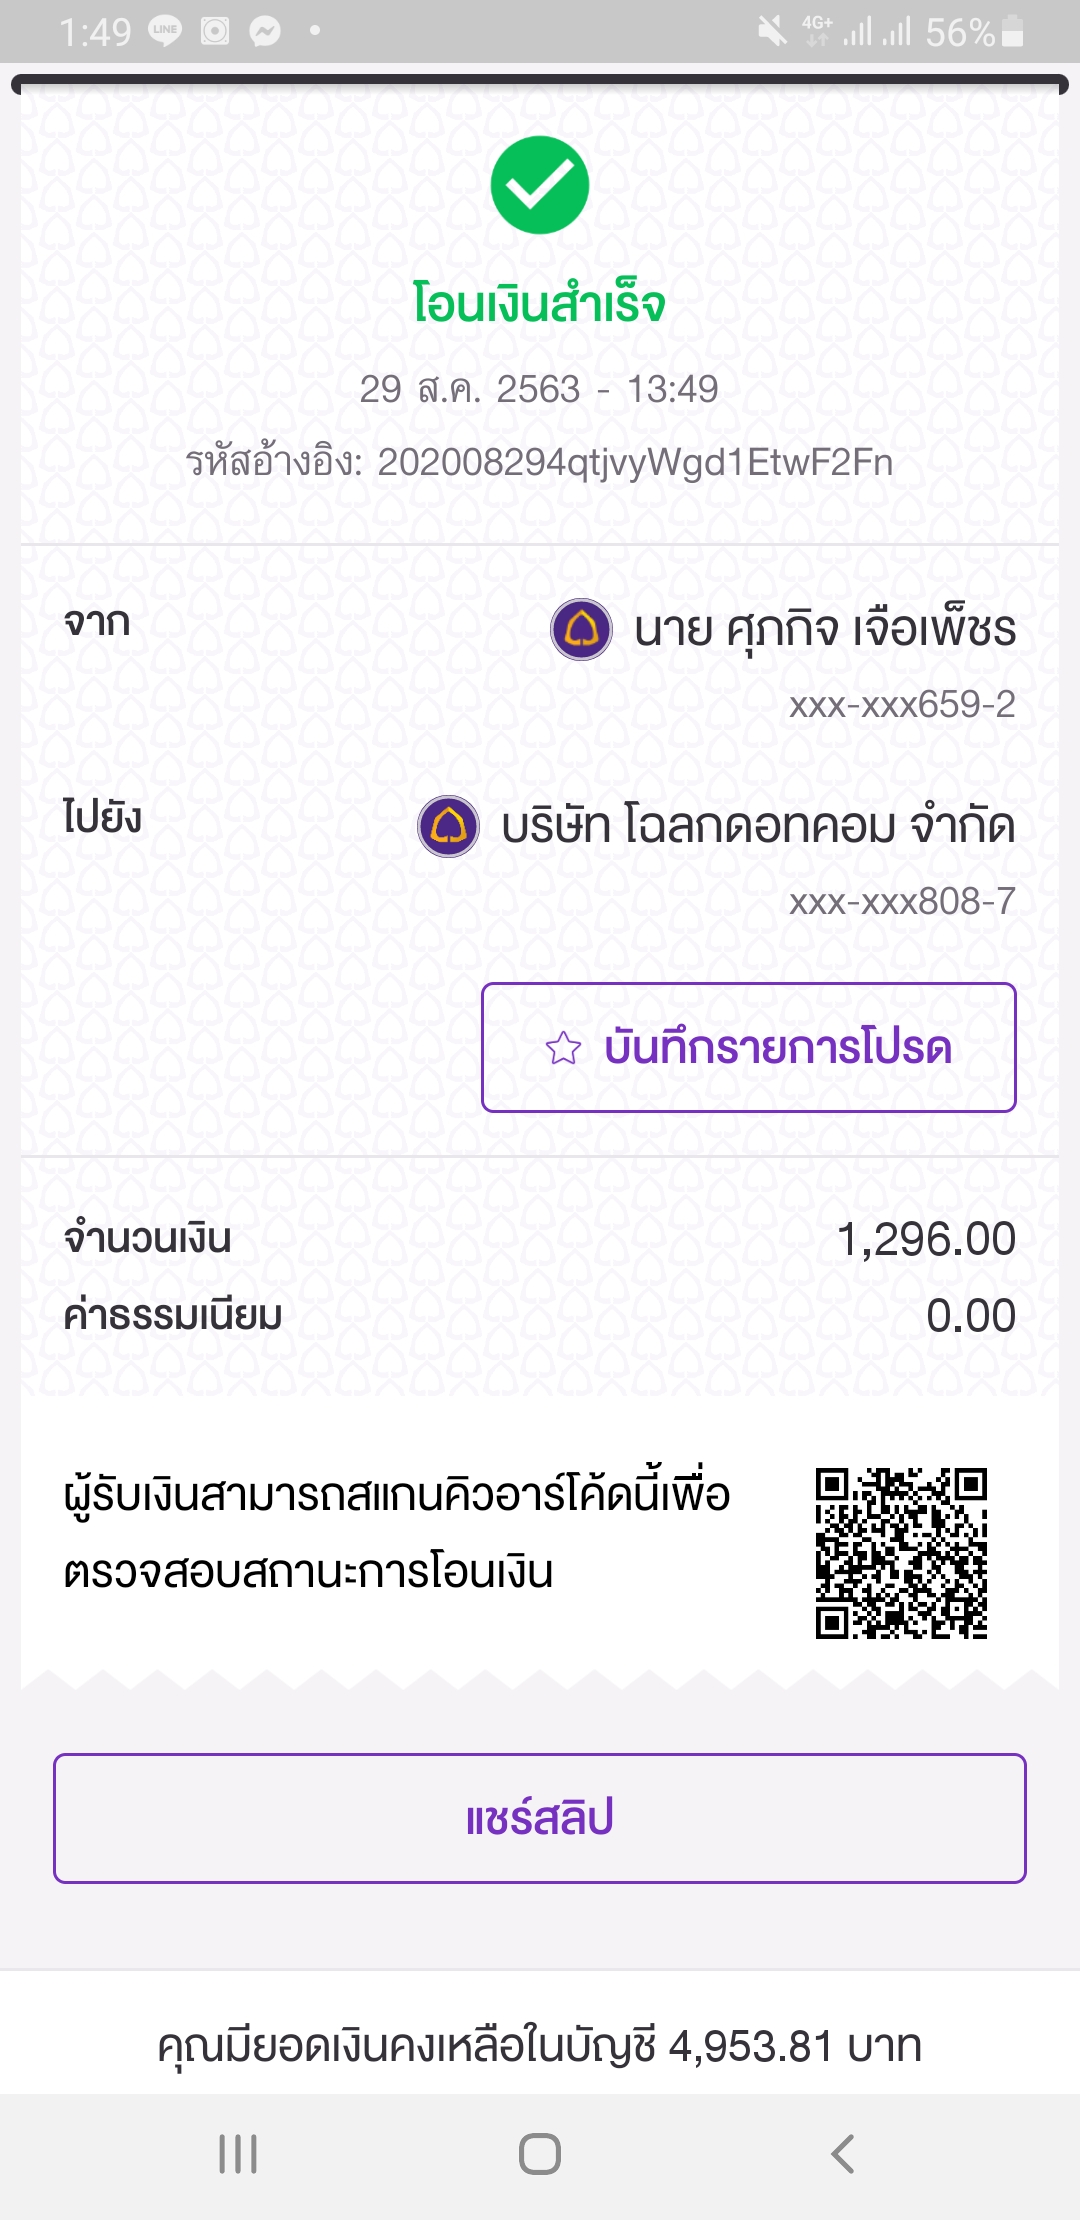 1:49 LINE 4G+ 56%
โอนเงินสำเร็จ
29 ส.ค. 2563 - 13:49
รหัสอ้างอิง: 202008294qtjvyWgd1EtwF2Fn
จาก นาย ศุภกิจ เจือเพ็ชร
xxx-xxx659-2
ไปยัง บริษัท โฉลกดอทคอม จำกัด
xxx-xxx808-7
บันทึกรายการโปรด
จำนวนเงิน 1,296.00
ค่าธรรมเนียม 0.00
ผู้รับเงินสามารถสแกนคิวอาร์โค้ดนี้เพื่อ
ตรวจสอบสถานะการโอนเงิน
แชร์สลิป
คุณมียอดเงินคงเหลือในบัญชี 4,953.81 บาท